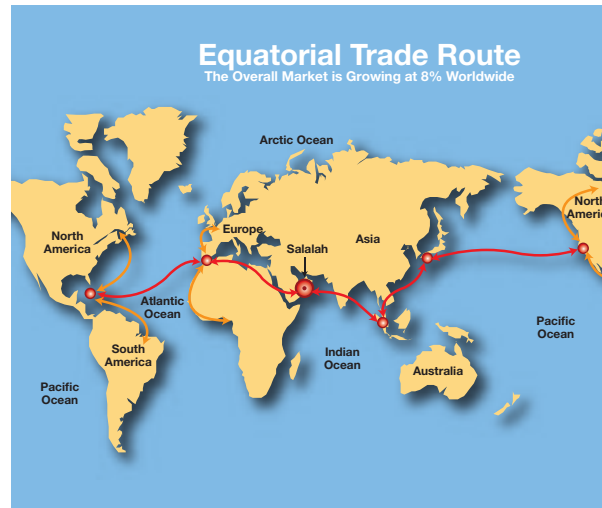 Equatorial Trade Route
The Overall Market is Growing at 8% Worldwide
Arctic Ocean
North
America
Europe
Salalah
Asia
North
America
Atlantic
Ocean
South
America
Indian
Ocean
Australia
Pacific
Ocean
Pacific
Ocean